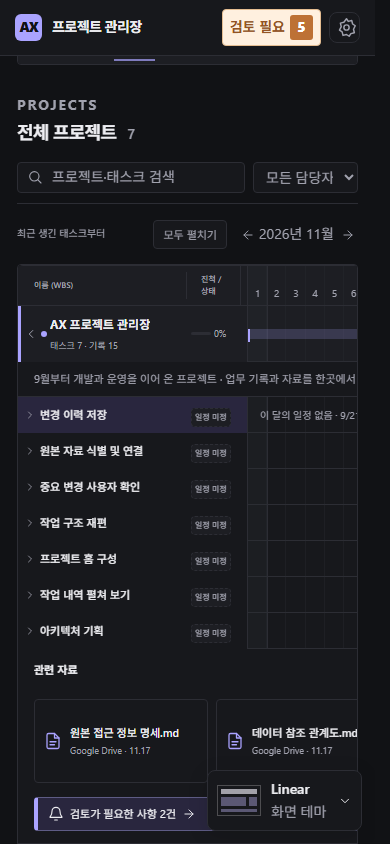 AX 프로젝트 관리장
검토 필요 5
PROJECTS
전체 프로젝트 7
프로젝트·태스크 검색
모든 담당자
최근 생긴 태스크부터
모두 펼치기
← 2026년 11월 →
이름 (WBS)
진척 /
상태
1 2 3 4 5 6
AX 프로젝트 관리장
0%
태스크 7 · 기록 15
9월부터 개발과 운영을 이어 온 프로젝트 · 업무 기록과 자료를 한곳에서
변경 이력 저장
일정 미정
이 달의 일정 없음 · 9/2
원본 자료 식별 및 연결
일정 미정
중요 변경 사용자 확인
일정 미정
작업 구조 재편
일정 미정
프로젝트 홈 구성
일정 미정
작업 내역 펼쳐 보기
일정 미정
아키텍처 기획
일정 미정
관련 자료
원본 접근 정보 명세.md
Google Drive · 11.17
데이터 참조 관계도.md
Google Drive · 11.17
검토가 필요한 사항 2건 →
Linear
화면 테마